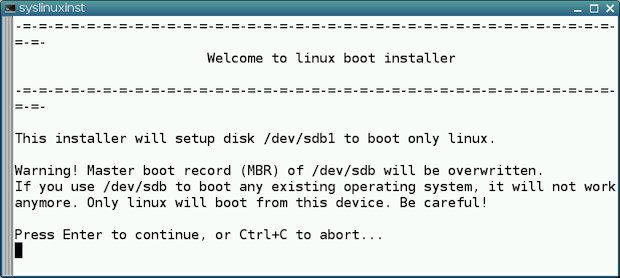 syslinuxinst
-=-=-=-=-=-=-=-=-=-=-=-=-=-=-=-=-=-=-=-=-=-=-=-=-=-=-=-=-=-=-=-=-=-=-=-=-=-
=-=-
Welcome to linux boot installer
-=-=-=-=-=-=-=-=-=-=-=-=-=-=-=-=-=-=-=-=-=-=-=-=-=-=-=-=-=-=-=-=-=-=-=-=-=-
=-=-
This installer will setup disk /dev/sdb1 to boot only linux.
Warning! Master boot record (MBR) of /dev/sdb will be overwritten.
If you use /dev/sdb to boot any existing operating system, it will not work
anymore. Only linux will boot from this device. Be careful!
Press Enter to continue, or Ctrl+C to abort...